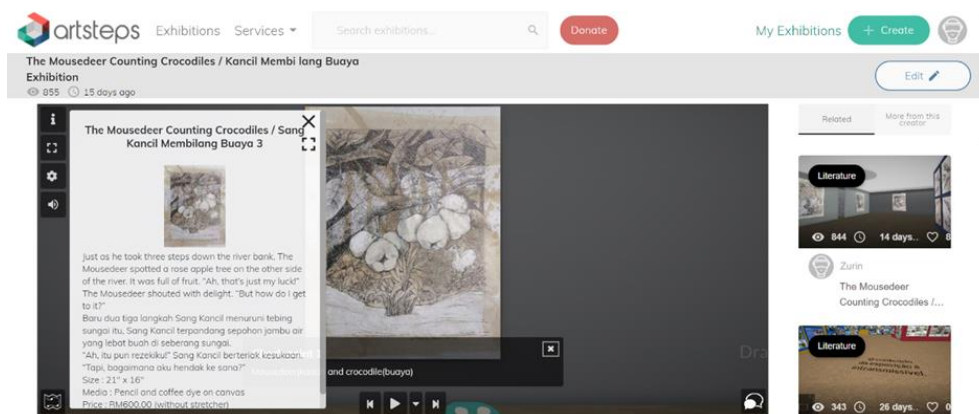 artsteps Exhibitions Services Search exhibitions... Donate My Exhibitions + Create
The Mousedeer Counting Crocodiles / Kancil Membi lang Buaya
Exhibition
855 15 days ago
Edit
The Mousedeer Counting Crocodiles / Sang
Kancil Membilang Buaya 3
Just as he took three steps down the river bank. The
Mousedeer spotted a rose apple tree on the other side
of the river. It was full of fruit. "Ah, that's just my luck!"
The Mousedeer shouted with delight. "But how do I get
to it?"
Baru dua tiga langkah Sang Kancil menuruni tebing
sungai itu, Sang Kancil terpandang sepohon jambu air
yang lebat buah di seberang sungai.
"Ah, itu pun rezekiku!" Sang Kancil berteriak kesukaan.
"Tapi, bagaimana aku hendak ke sana?"
Size : 21" x 16"
Media : Pencil and coffee dye on canvas
Price : RM600.00 (without stretcher)
and crocodile(buaya)
Dra
Related
More from this
creator
Literature
844 14 days.. 8
Zurin
The Mousedeer
Counting Crocodiles /...
Literature
343 26 days.. 0